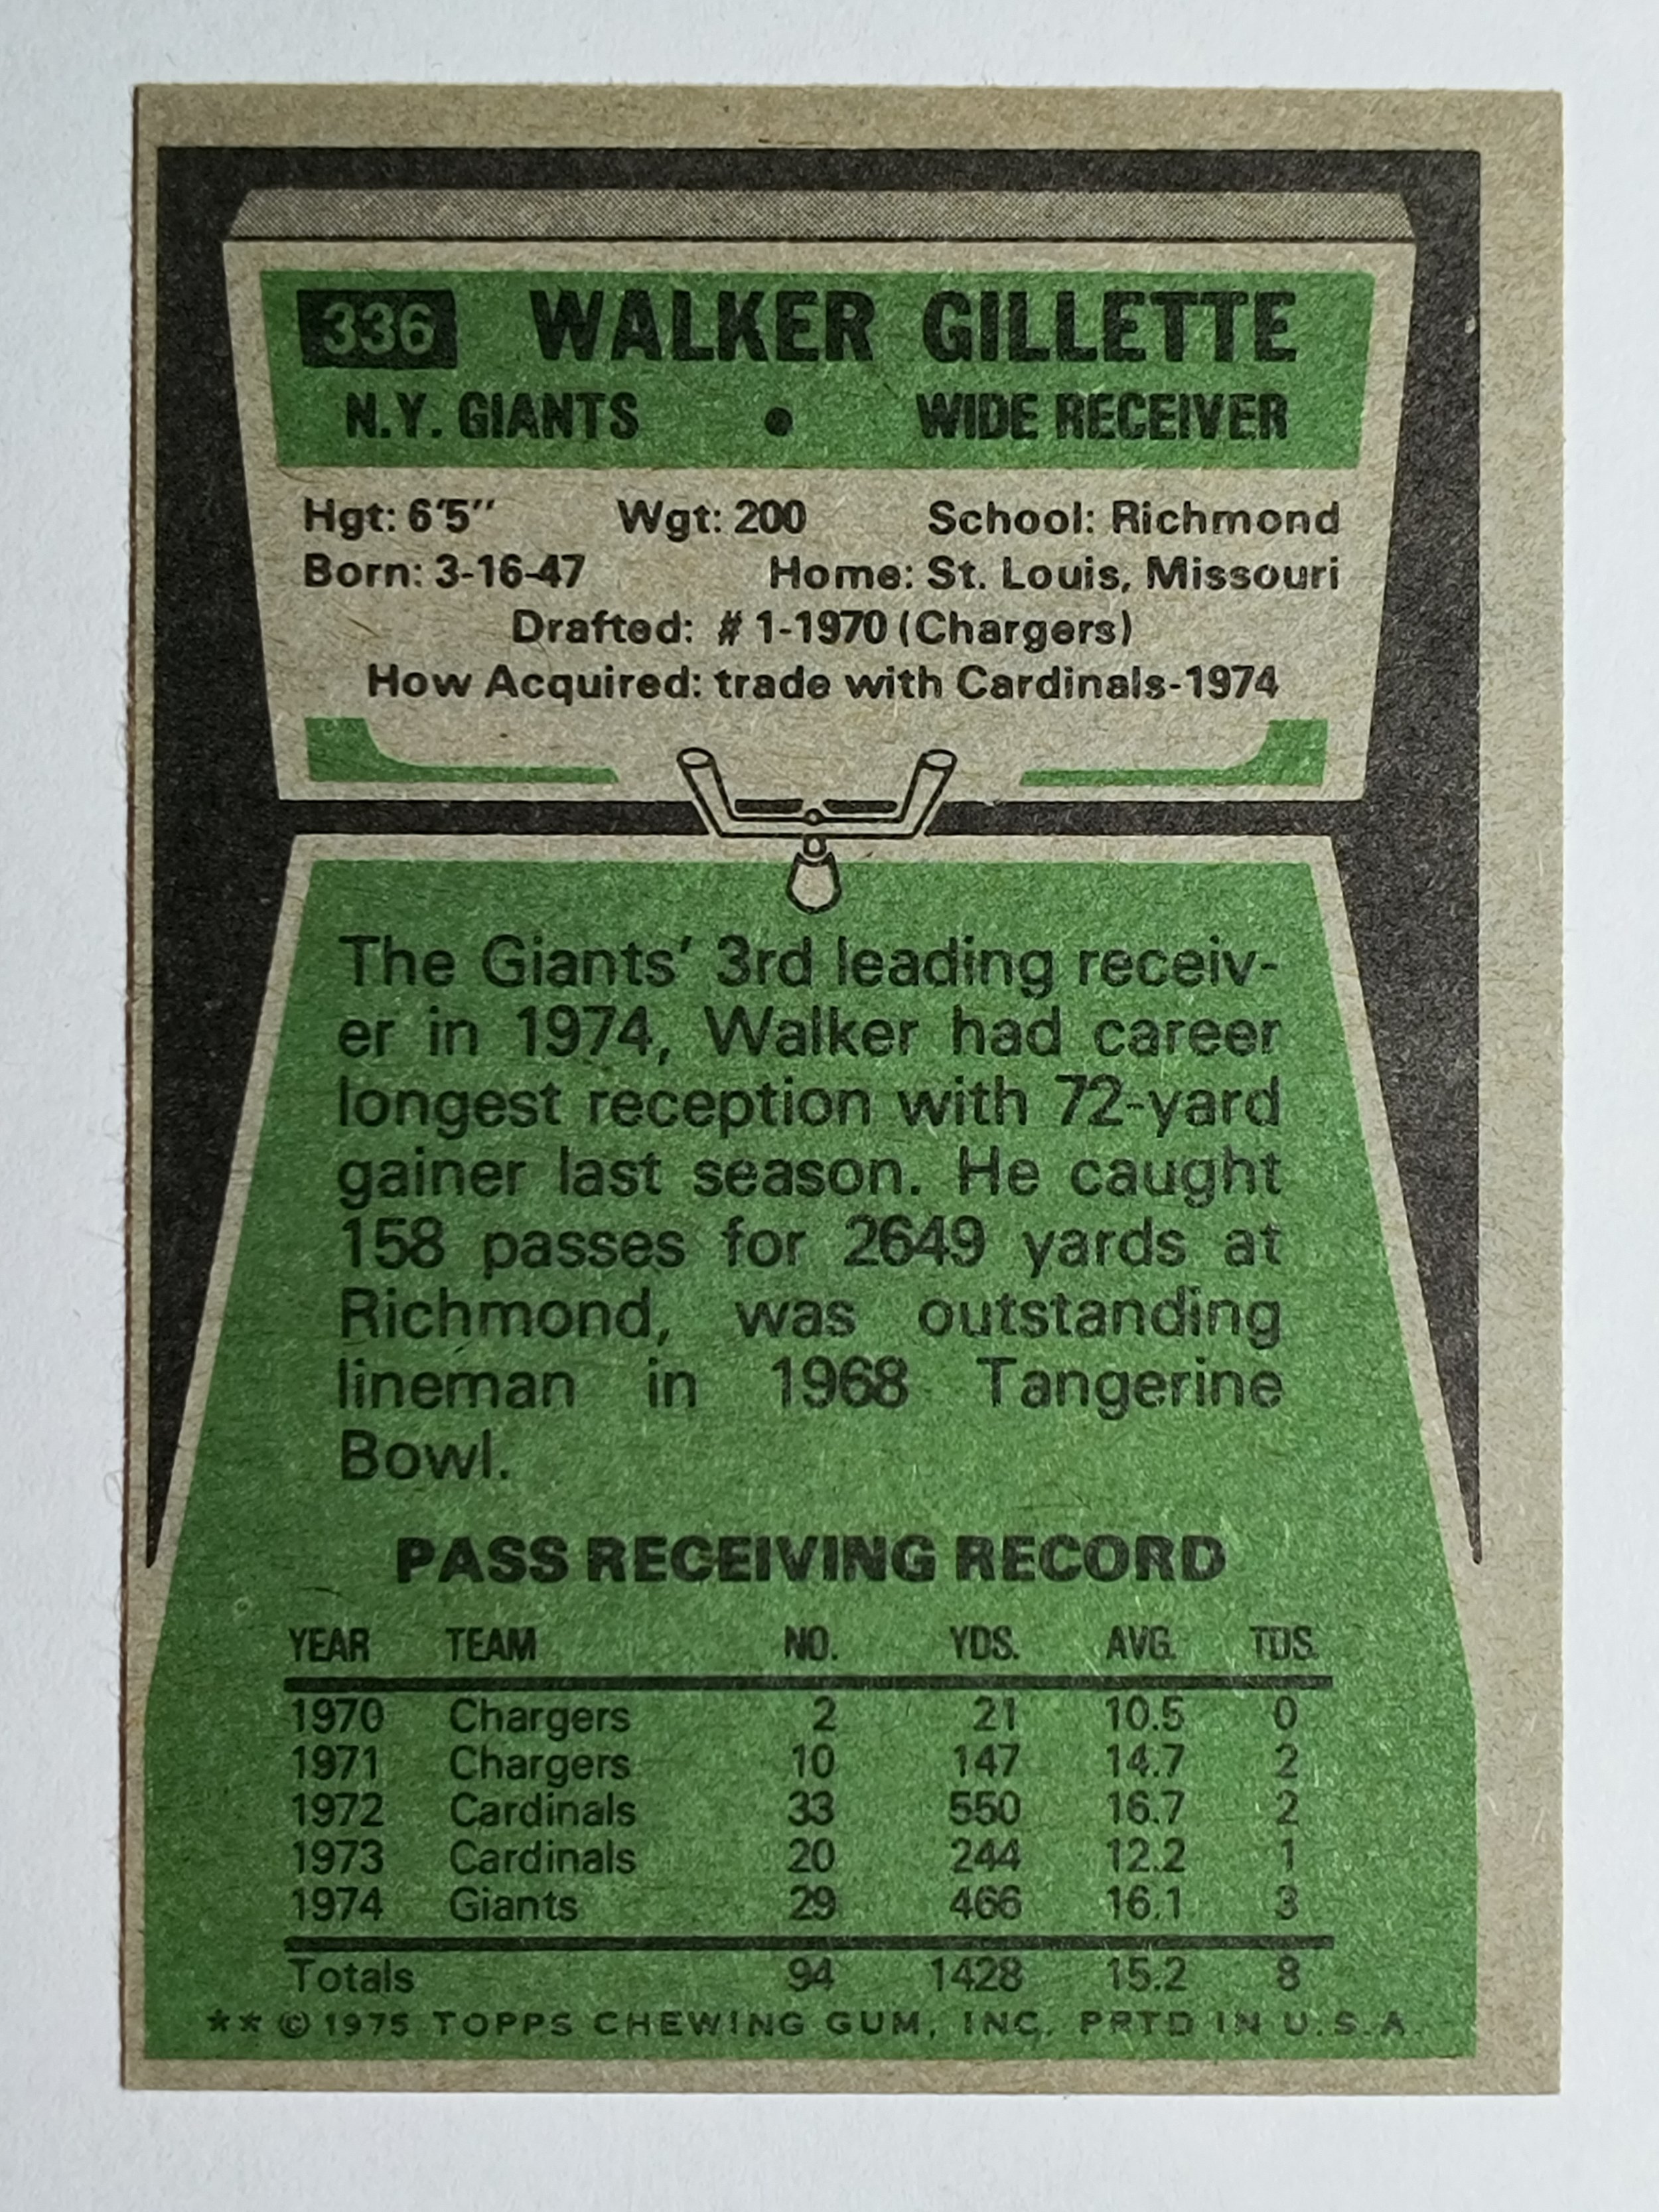 336 WALKER GILLETTE
N.Y. GIANTS • WIDE RECEIVER
Hgt: 6'5" Wgt: 200 School: Richmond
Born: 3-16-47 Home: St. Louis, Missouri
Drafted: # 1-1970 (Chargers)
How Acquired: trade with Cardinals-1974
The Giants' 3rd leading receiv-
er in 1974, Walker had career
longest reception with 72-yard
gainer last season. He caught
158 passes for 2649 yards at
Richmond, was outstanding
lineman in 1968 Tangerine
Bowl.
PASS RECEIVING RECORD
YEAR TEAM NO. YDS. AVG. TDS.
1970 Chargers 2 21 10.5 0
1971 Chargers 10 147 14.7 2
1972 Cardinals 33 550 16.7 2
1973 Cardinals 20 244 12.2 1
1974 Giants 29 466 16.1 3
Totals 94 1428 15.2 8
**©1975 TOPPS CHEWING GUM, INC. PRTD IN U.S.A.